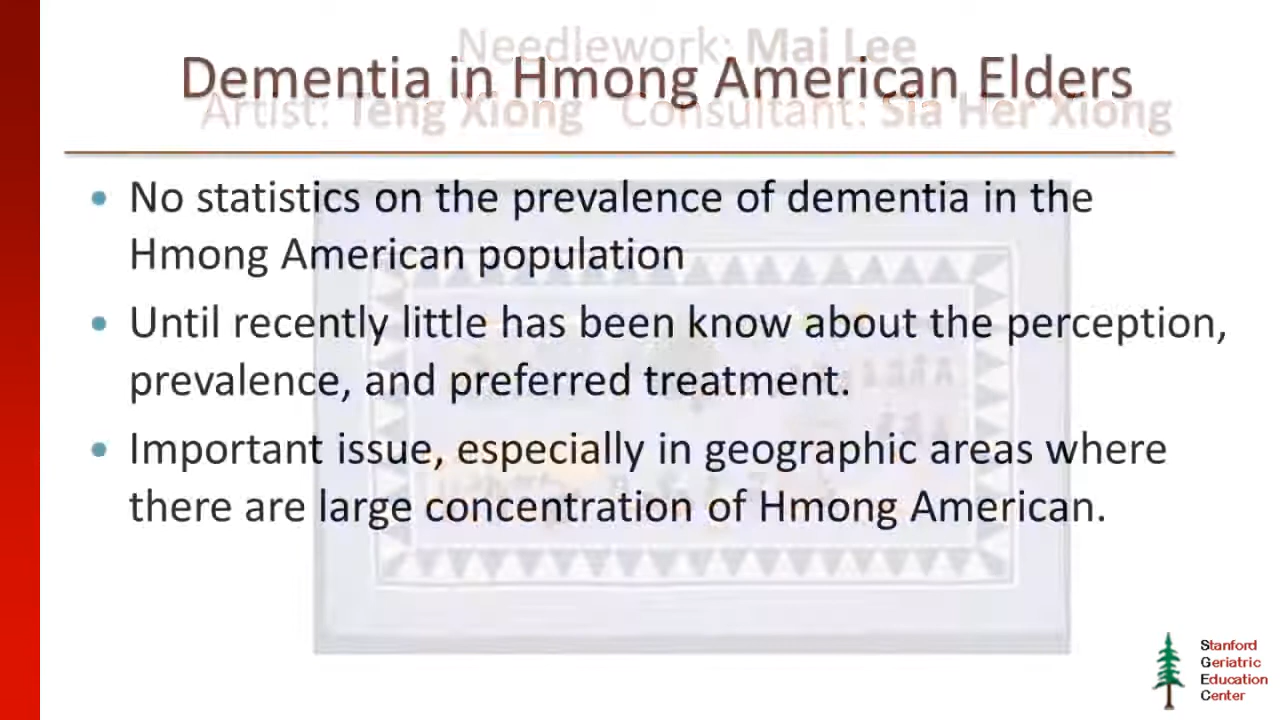 Needlework: Mai Lee
Dementia in Hmong American Elders
Artist: Teng Xiong Consultant: Sia Her Xiong
• No statistics on the prevalence of dementia in the
Hmong American population
• Until recently little has been know about the perception,
prevalence, and preferred treatment.
• Important issue, especially in geographic areas where
there are large concentration of Hmong American.
Stanford
Geriatric
Education
Center